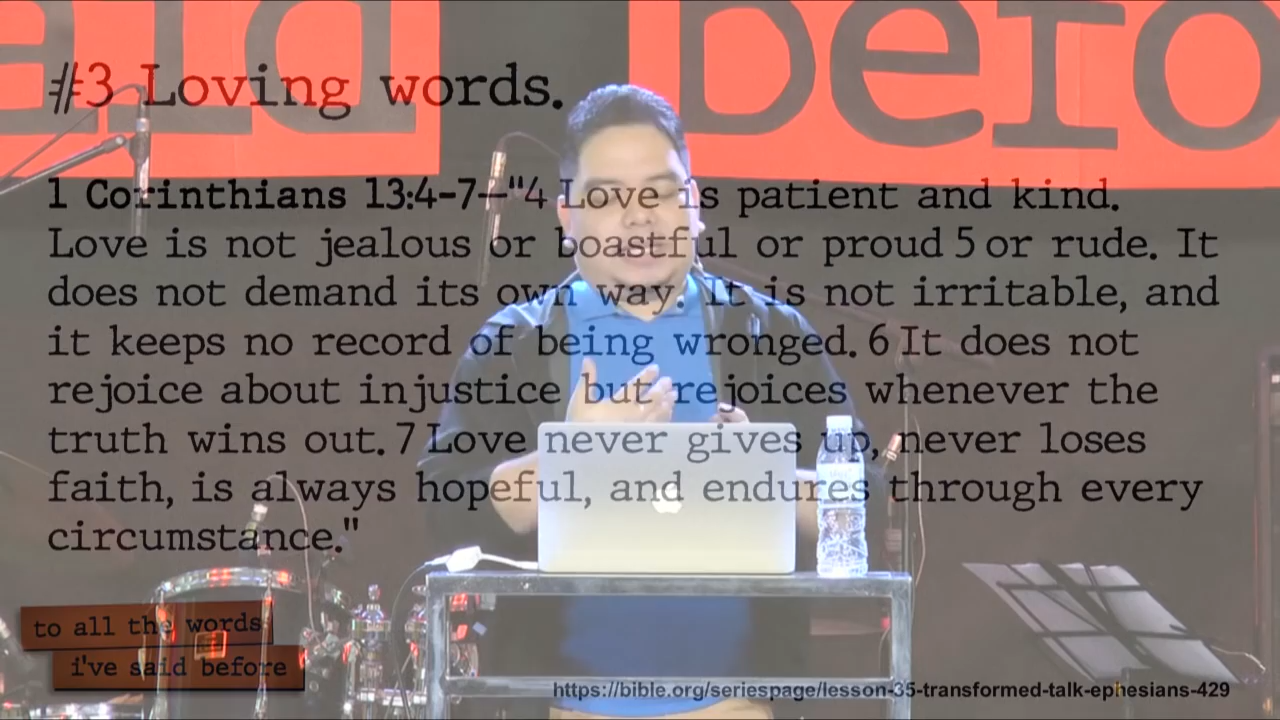 aid befo
#3 Loving words.
1 Corinthians 13:4-7—"4 Love is patient and kind.
Love is not jealous or boastful or proud 5 or rude. It
does not demand its own way. It is not irritable, and
it keeps no record of being wronged. 6 It does not
rejoice about injustice but rejoices whenever the
truth wins out. 7 Love never gives up, never loses
faith, is always hopeful, and endures through every
circumstance."
to all the words
i've said before
https://bible.org/seriespage/lesson-35-transformed-talk-ephesians-429